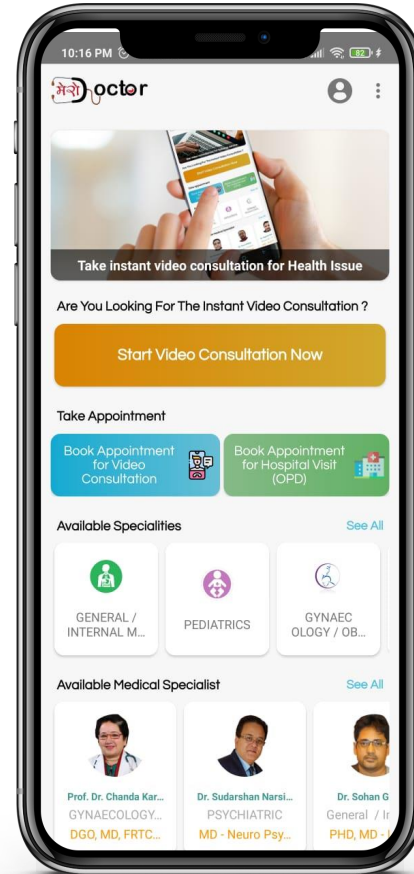 10:16 PM
82
मेरो Doctor
Take instant video consultation for Health Issue
Are You Looking For The Instant Video Consultation ?
Start Video Consultation Now
Take Appointment
Book Appointment for Video Consultation
Book Appointment for Hospital Visit (OPD)
Available Specialities
See All
GENERAL /
INTERNAL M...
PEDIATRICS
GYNAEC
OLOGY / OB...
Available Medical Specialist
See All
Prof. Dr. Chanda Kar...
GYNAECOLOGY...
DGO, MD, FRTC...
Dr. Sudarshan Narsi...
PSYCHIATRIC
MD - Neuro Psy...
Dr. Sohan G
General / In
PHD, MD -